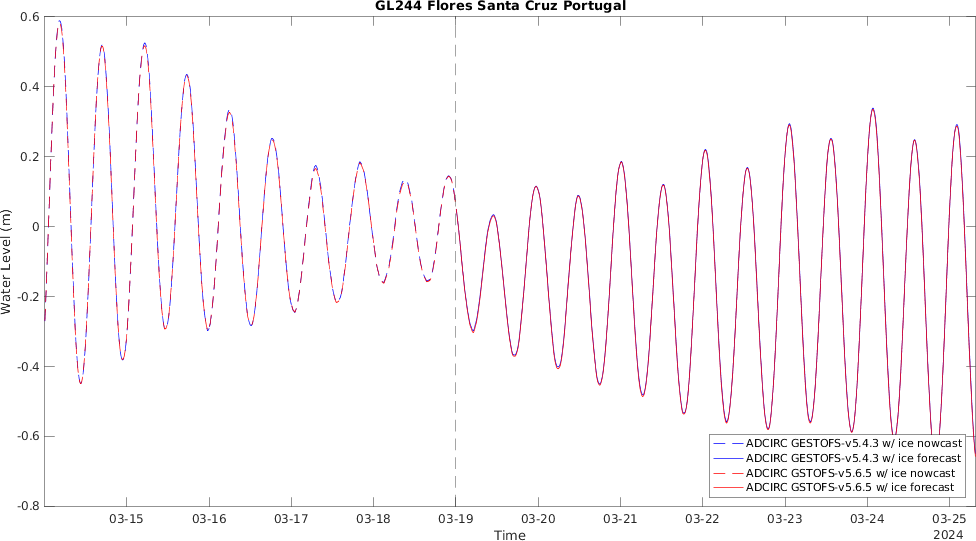 GL244 Flores Santa Cruz Portugal
0.6
0.4
0.2
0
-0.2
-0.4
-0.6
-0.8
Water Level (m)
ADCIRC GESTOFS-v5.4.3 w/ ice nowcast
ADCIRC GESTOFS-v5.4.3 w/ ice forecast
ADCIRC GSTOFS-v5.6.5 w/ ice nowcast
ADCIRC GSTOFS-v5.6.5 w/ ice forecast
03-15 03-16 03-17 03-18 03-19 03-20 03-21 03-22 03-23 03-24 03-25
2024
Time